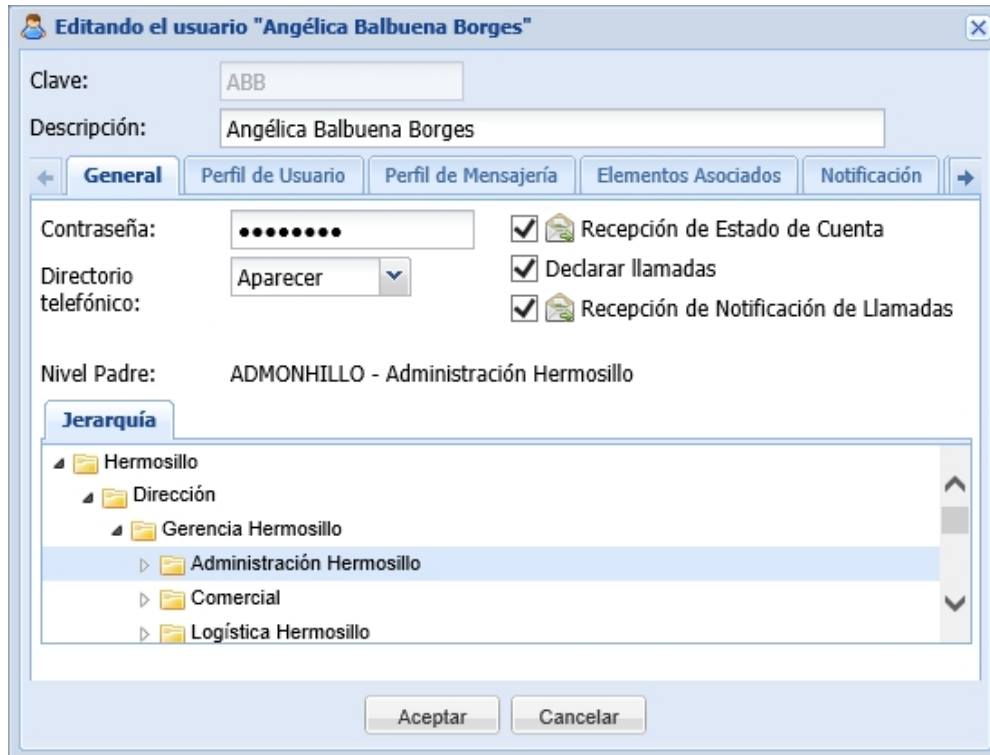 Editando el usuario "Angélica Balbuena Borges"
Clave: ABB
Descripción: Angélica Balbuena Borges
General Perfil de Usuario Perfil de Mensajería Elementos Asociados Notificación
Contraseña: ●●●●●●●● Recepción de Estado de Cuenta
Directorio telefónico: Aparecer Declarar llamadas
Recepción de Notificación de Llamadas
Nivel Padre: ADMONHILLO - Administración Hermosillo
Jerarquía
Hermosillo
Dirección
Gerencia Hermosillo
Administración Hermosillo
Comercial
Logística Hermosillo
Aceptar Cancelar